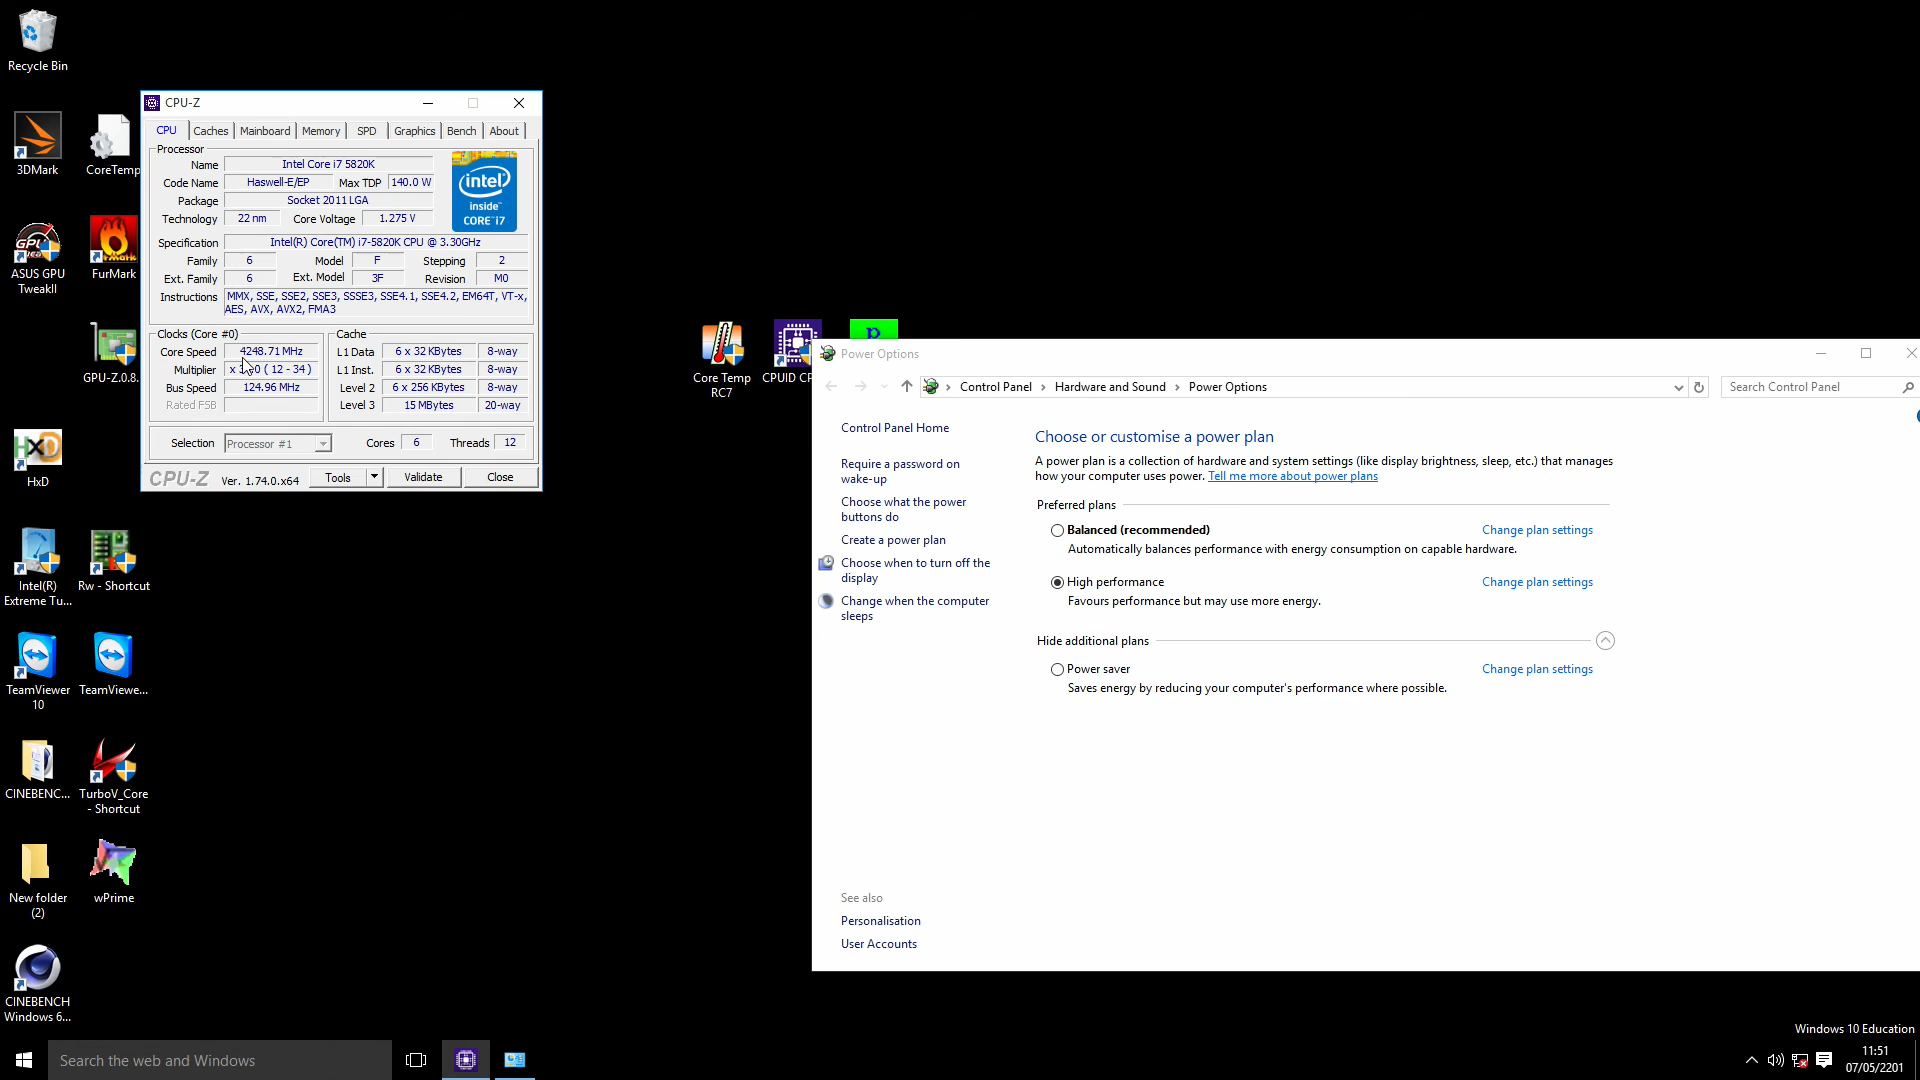 Recycle Bin
3DMark
CoreTemp
ASUS GPU
TweakII
FurMark
GPU-Z.0.8.
HxD
Intel(R)
Extreme Tu...
Rw - Shortcut
TeamViewer
10
TeamViewe...
CINEBENC...
TurboV_Core
- Shortcut
New folder
(2)
wPrime
CINEBENCH
Windows 6...
CPU-Z
CPU
Caches
Mainboard
Memory
SPD
Graphics
Bench
About
Processor
Name
Intel Core i7 5820K
Code Name
Haswell-E/EP
Max TDP
140.0 W
Package
Socket 2011 LGA
Technology
22 nm
Core Voltage
1.275 V
intel
inside™
CORE™i7
Specification
Intel(R) Core(TM) i7-5820K CPU @ 3.30GHz
Family
6
Model
F
Stepping
2
Ext. Family
6
Ext. Model
3F
Revision
M0
Instructions
MMX, SSE, SSE2, SSE3, SSSE3, SSE4.1, SSE4.2, EM64T, VT-x,
AES, AVX, AVX2, FMA3
Clocks (Core #0)
Core Speed
4248.71 MHz
Multiplier
( 12 - 34 )
Bus Speed
124.96 MHz
Rated FSB
Cache
L1 Data
6 x 32 KBytes
8-way
L1 Inst.
6 x 32 KBytes
8-way
Level 2
6 x 256 KBytes
8-way
Level 3
15 MBytes
20-way
Selection
Processor #1
Cores
6
Threads
12
CPU-Z
Ver. 1.74.0.x64
Tools
Validate
Close
Core Temp
RC7
CPUID CP
Power Options
Control Panel
Hardware and Sound
Power Options
Search Control Panel
Control Panel Home
Require a password on
wake-up
Choose what the power
buttons do
Create a power plan
Choose when to turn off the
display
Change when the computer
sleeps
Choose or customise a power plan
A power plan is a collection of hardware and system settings (like display brightness, sleep, etc.) that manages
how your computer uses power. Tell me more about power plans
Preferred plans
Balanced (recommended)
Change plan settings
Automatically balances performance with energy consumption on capable hardware.
High performance
Change plan settings
Favours performance but may use more energy.
Hide additional plans
Power saver
Change plan settings
Saves energy by reducing your computer's performance where possible.
See also
Personalisation
User Accounts
Windows 10 Education
Search the web and Windows
11:51
07/05/2201